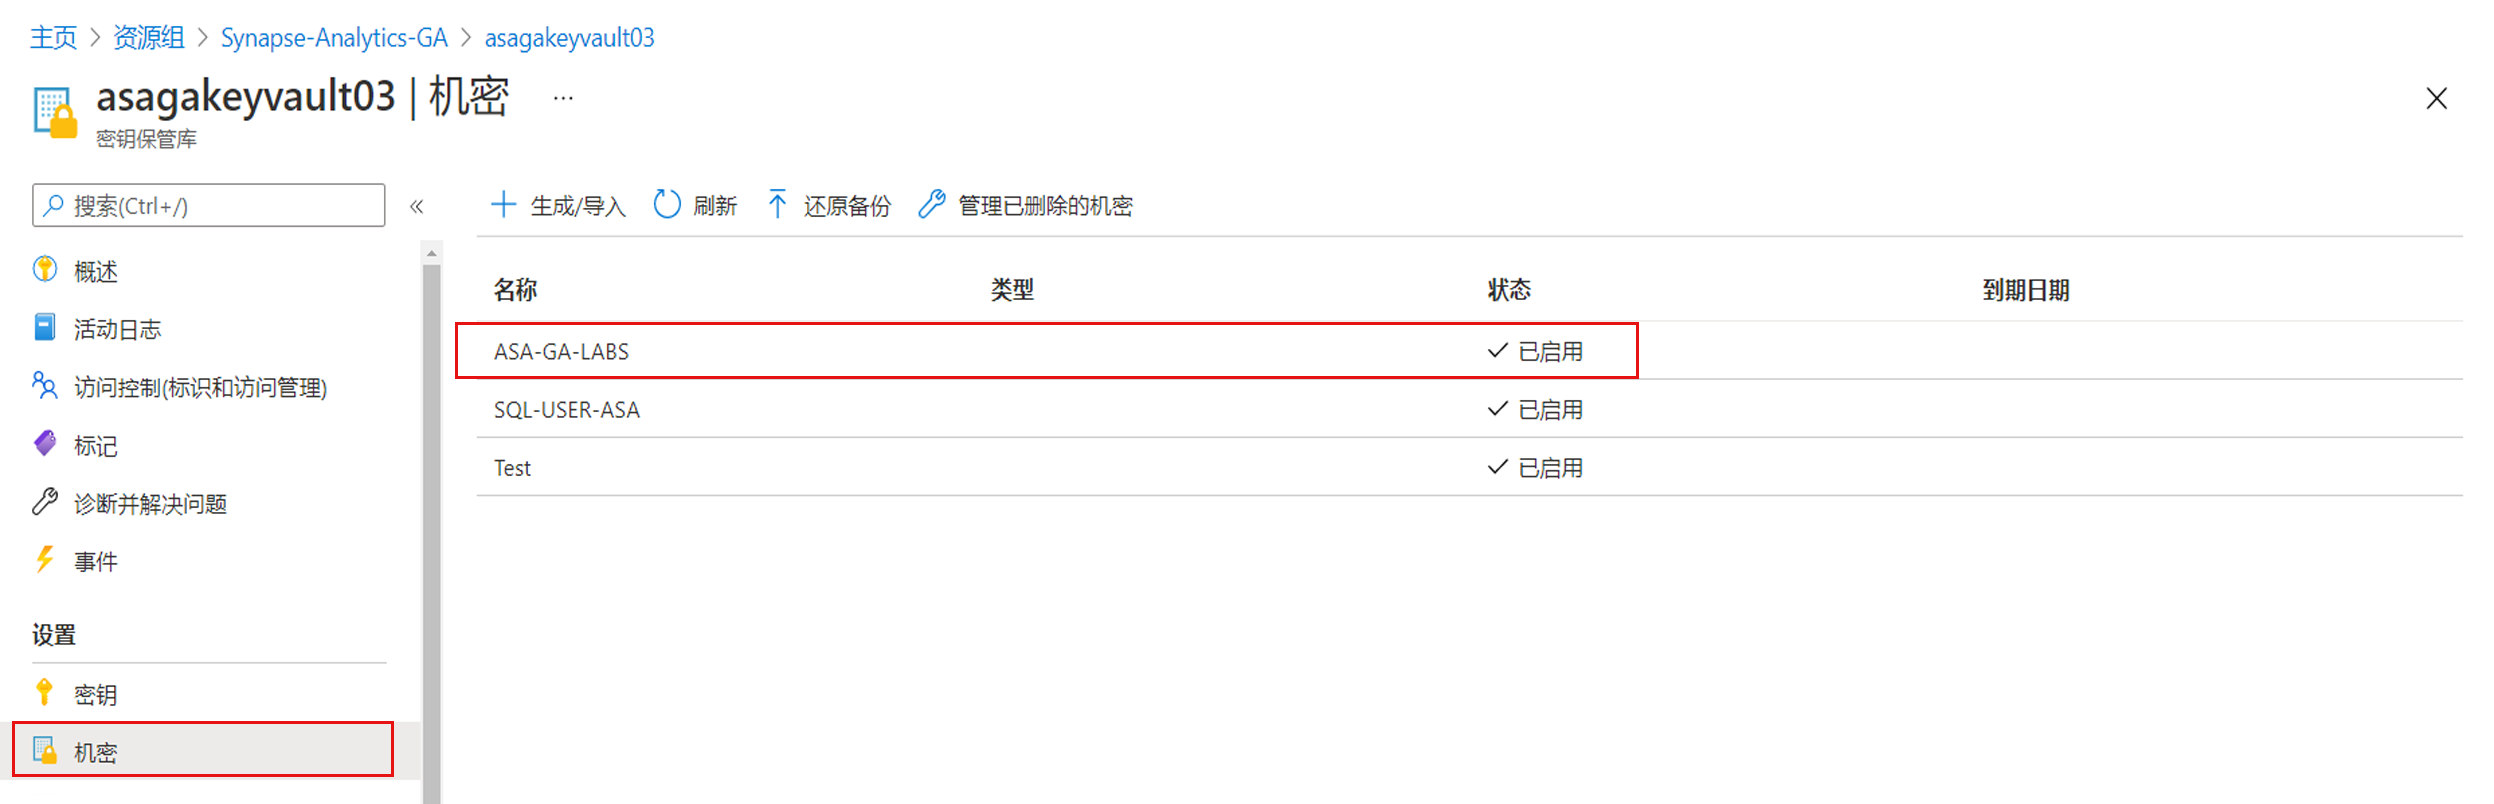 主页 > 资源组 > Synapse-Analytics-GA > asagakeyvault03
asagakeyvault03 | 机密 ...
密钥保管库
搜索(Ctrl+/) «
概述
活动日志
访问控制(标识和访问管理)
标记
诊断并解决问题
事件
设置
密钥
机密
生成/导入 刷新 还原备份 管理已删除的机密
名称 类型 状态 到期日期
ASA-GA-LABS 已启用
SQL-USER-ASA 已启用
Test 已启用